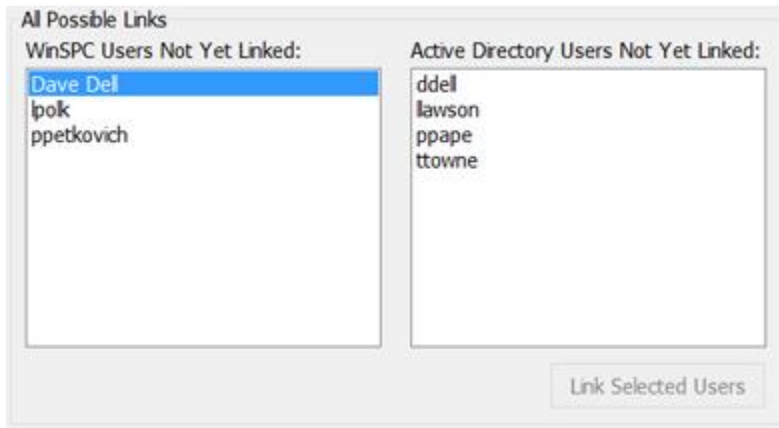 All Possible Links
WinSPC Users Not Yet Linked:
Dave Dell
lpolk
ppetkovich
Active Directory Users Not Yet Linked:
ddell
llawson
ppape
ttowne
Link Selected Users